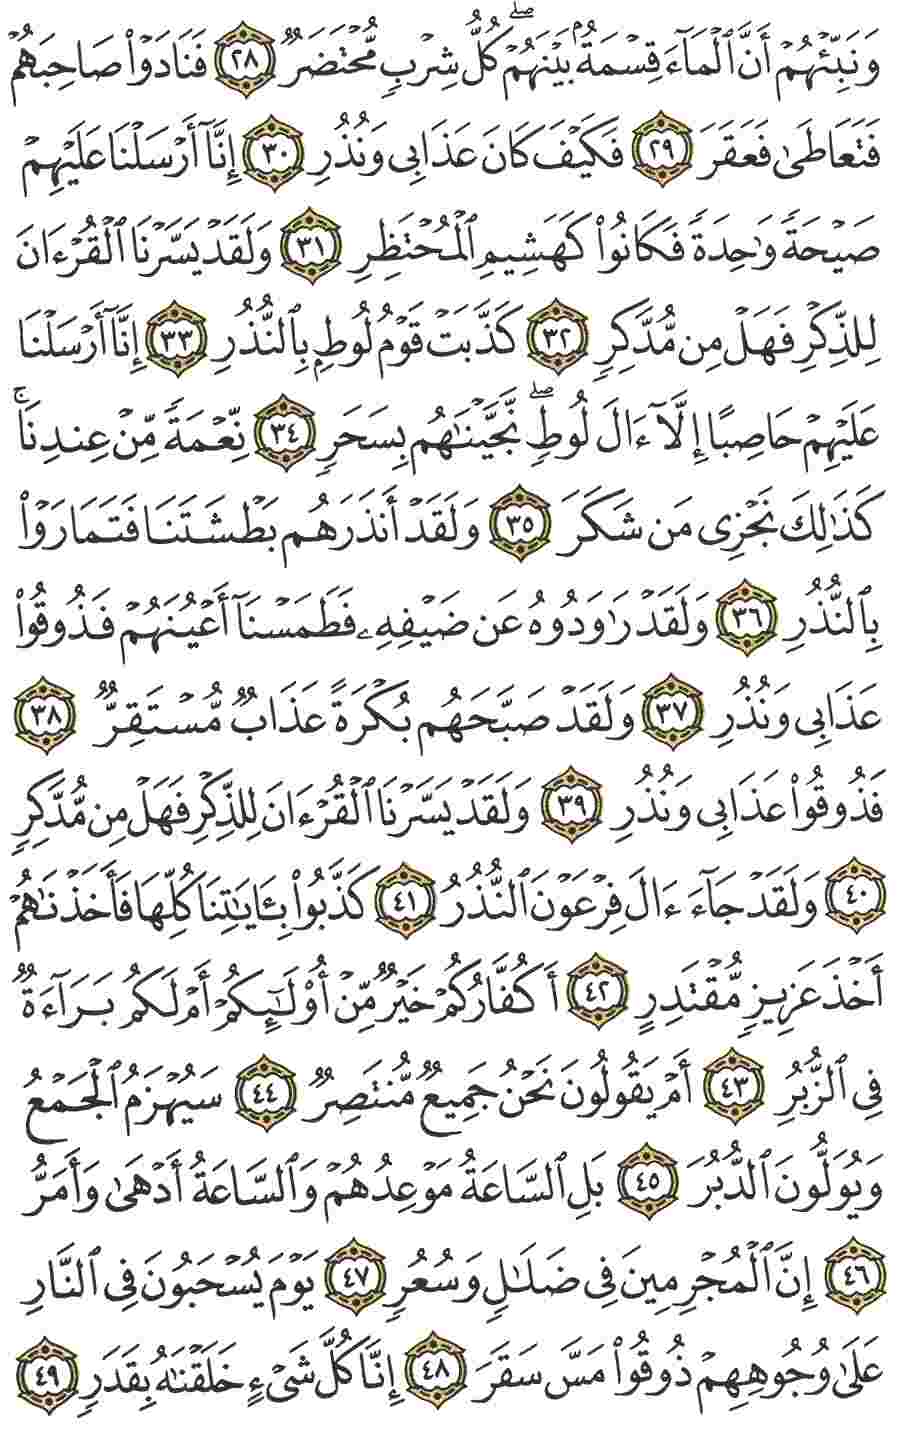 وَنَبِّئْهُمْ أَنَّ ٱلْمَآءَ قِسْمَةٌۢ بَيْنَهُمْ ۖ كُلُّ شِرْبٍ مُّحْتَضَرٌ ٢٨ فَنَادَوْا۟ صَاحِبَهُمْ
فَتَعَاطَىٰ فَعَقَرَ ٢٩ فَكَيْفَ كَانَ عَذَابِى وَنُذُرِ ٣٠ إِنَّآ أَرْسَلْنَا عَلَيْهِمْ
صَيْحَةً وَٰحِدَةً فَكَانُوا۟ كَهَشِيمِ ٱلْمُحْتَظِرِ ٣١ وَلَقَدْ يَسَّرْنَا ٱلْقُرْءَانَ
لِلذِّكْرِ فَهَلْ مِن مُّدَّكِرٍ ٣٢ كَذَّبَتْ قَوْمُ لُوطٍۭ بِٱلنُّذُرِ ٣٣ إِنَّآ أَرْسَلْنَا
عَلَيْهِمْ حَاصِبًا إِلَّآ ءَالَ لُوطٍ ۖ نَّجَّيْنَٰهُم بِسَحَرٍ ٣٤ نِّعْمَةً مِّنْ عِندِنَا ۚ
كَذَٰلِكَ نَجْزِى مَن شَكَرَ ٣٥ وَلَقَدْ أَنذَرَهُم بَطْشَتَنَا فَتَمَارَوْا۟
بِٱلنُّذُرِ ٣٦ وَلَقَدْ رَٰوَدُوهُ عَن ضَيْفِهِۦ فَطَمَسْنَآ أَعْيُنَهُمْ فَذُوقُوا۟
عَذَابِى وَنُذُرِ ٣٧ وَلَقَدْ صَبَّحَهُم بُكْرَةً عَذَابٌ مُّسْتَقِرٌّ ٣٨
فَذُوقُوا۟ عَذَابِى وَنُذُرِ ٣٩ وَلَقَدْ يَسَّرْنَا ٱلْقُرْءَانَ لِلذِّكْرِ فَهَلْ مِن مُّدَّكِرٍ
٤٠ وَلَقَدْ جَآءَ ءَالَ فِرْعَوْنَ ٱلنُّذُرُ ٤١ كَذَّبُوا۟ بِـَٔايَٰتِنَا كُلِّهَا فَأَخَذْنَٰهُمْ
أَخْذَ عَزِيزٍ مُّقْتَدِرٍ ٤٢ أَكُفَّارُكُمْ خَيْرٌ مِّنْ أُو۟لَٰٓئِكُمْ أَمْ لَكُم بَرَآءَةٌ
فِى ٱلزُّبُرِ ٤٣ أَمْ يَقُولُونَ نَحْنُ جَمِيعٌ مُّنتَصِرٌ ٤٤ سَيُهْزَمُ ٱلْجَمْعُ
وَيُوَلُّونَ ٱلدُّبُرَ ٤٥ بَلِ ٱلسَّاعَةُ مَوْعِدُهُمْ وَٱلسَّاعَةُ أَدْهَىٰ وَأَمَرُّ
٤٦ إِنَّ ٱلْمُجْرِمِينَ فِى ضَلَٰلٍ وَسُعُرٍ ٤٧ يَوْمَ يُسْحَبُونَ فِى ٱلنَّارِ
عَلَىٰ وُجُوهِهِمْ ذُوقُوا۟ مَسَّ سَقَرَ ٤٨ إِنَّا كُلَّ شَىْءٍ خَلَقْنَٰهُ بِقَدَرٍ ٤٩